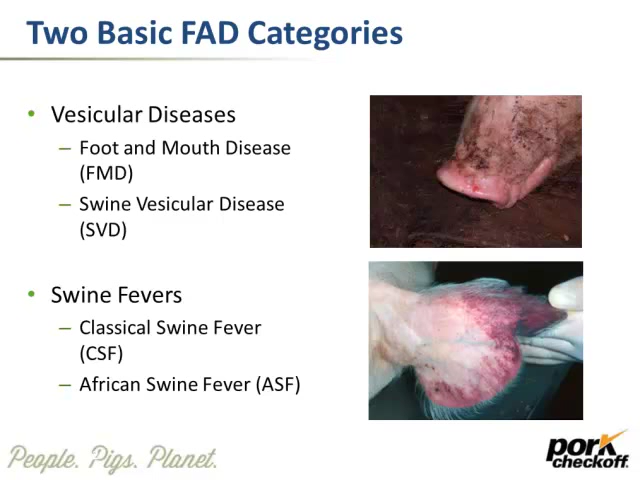 Two Basic FAD Categories
• Vesicular Diseases
– Foot and Mouth Disease
(FMD)
– Swine Vesicular Disease
(SVD)
• Swine Fevers
– Classical Swine Fever
(CSF)
– African Swine Fever (ASF)
People. Pigs. Planet.
pork
checkoff.